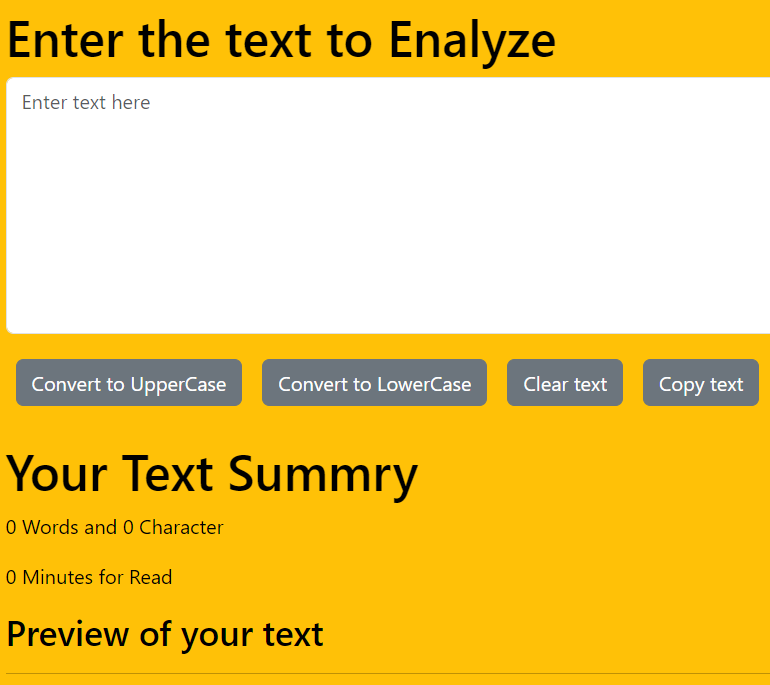 Enter the text to Enalyze
Enter text here
Convert to UpperCase Convert to LowerCase Clear text Copy text
Your Text Summry
0 Words and 0 Character
0 Minutes for Read
Preview of your text